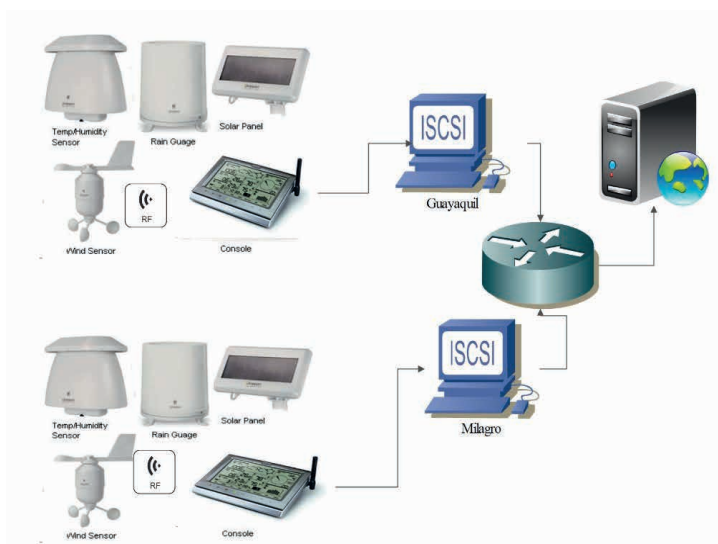 Temp/Humidity
Sensor
Rain Guage
Solar Panel
RF
Wind Sensor
Console
ISCSI
Guayaquil
ISCSI
Milagro
Temp/Humidity
Sensor
Rain Guage
Solar Panel
RF
Wind Sensor
Console